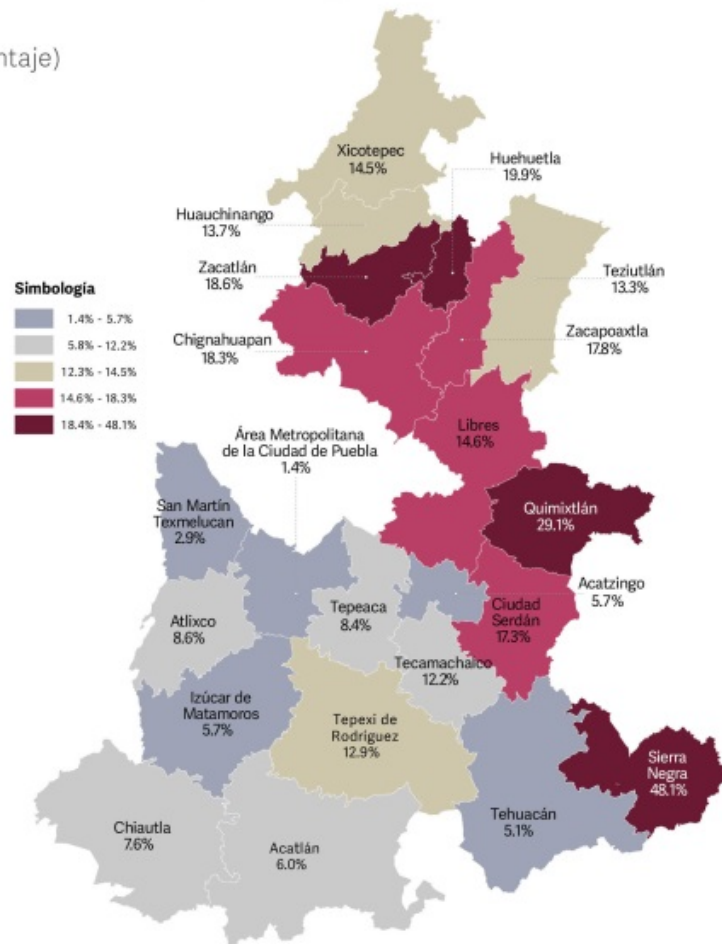 ntaje)
Xicotepec
14.5%
Huehuetla
19.9%
Huauchinango
13.7%
Zacatlán
18.6%
Teziutlán
13.3%
Simbología
1.4% - 5.7%
5.8% - 12.2%
12.3% - 14.5%
14.6% - 18.3%
18.4% - 48.1%
Chignahuapan
18.3%
Zacapoaxtla
17.8%
Libres
14.6%
Área Metropolitana
de la Ciudad de Puebla
1.4%
San Martín
Texmelucan
2.9%
Quimixtlán
29.1%
Acatzingo
5.7%
Atlixco
8.6%
Tepeaca
8.4%
Ciudad
Serdán
17.3%
Tecamachalco
12.2%
Izúcar de
Matamoros
5.7%
Tepexi de
Rodríguez
12.9%
Sierra
Negra
48.1%
Chiautla
7.6%
Acatlán
6.0%
Tehuacán
5.1%